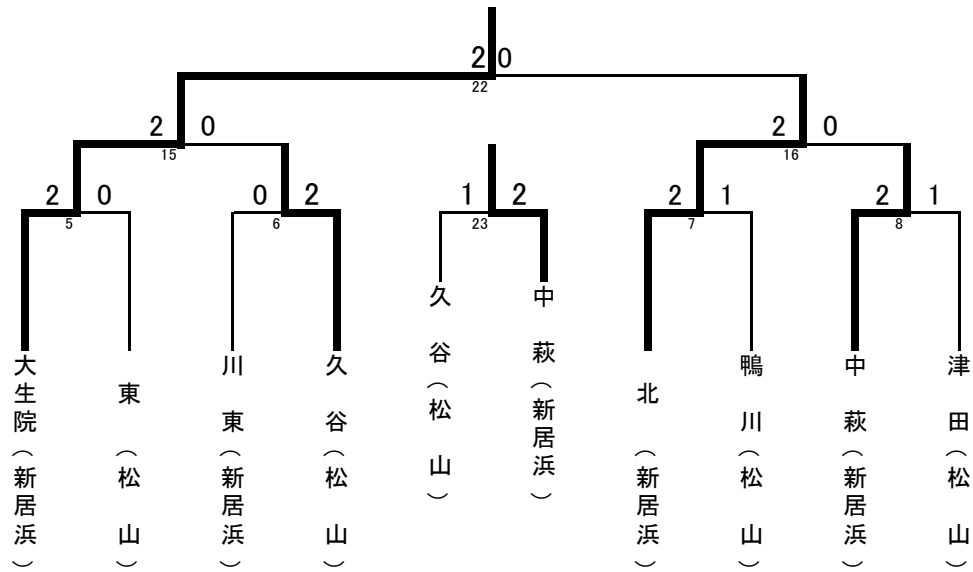 2 0
22
2 0
15
2 0
16
2 0
5
0 2
6
1 2
23
2 1
7
2 1
8
大生院（新居浜）
東（松山）
川東（新居浜）
久谷（松山）
久谷（松山）
中萩（新居浜）
北（新居浜）
鴨川（松山）
中萩（新居浜）
津田（松山）